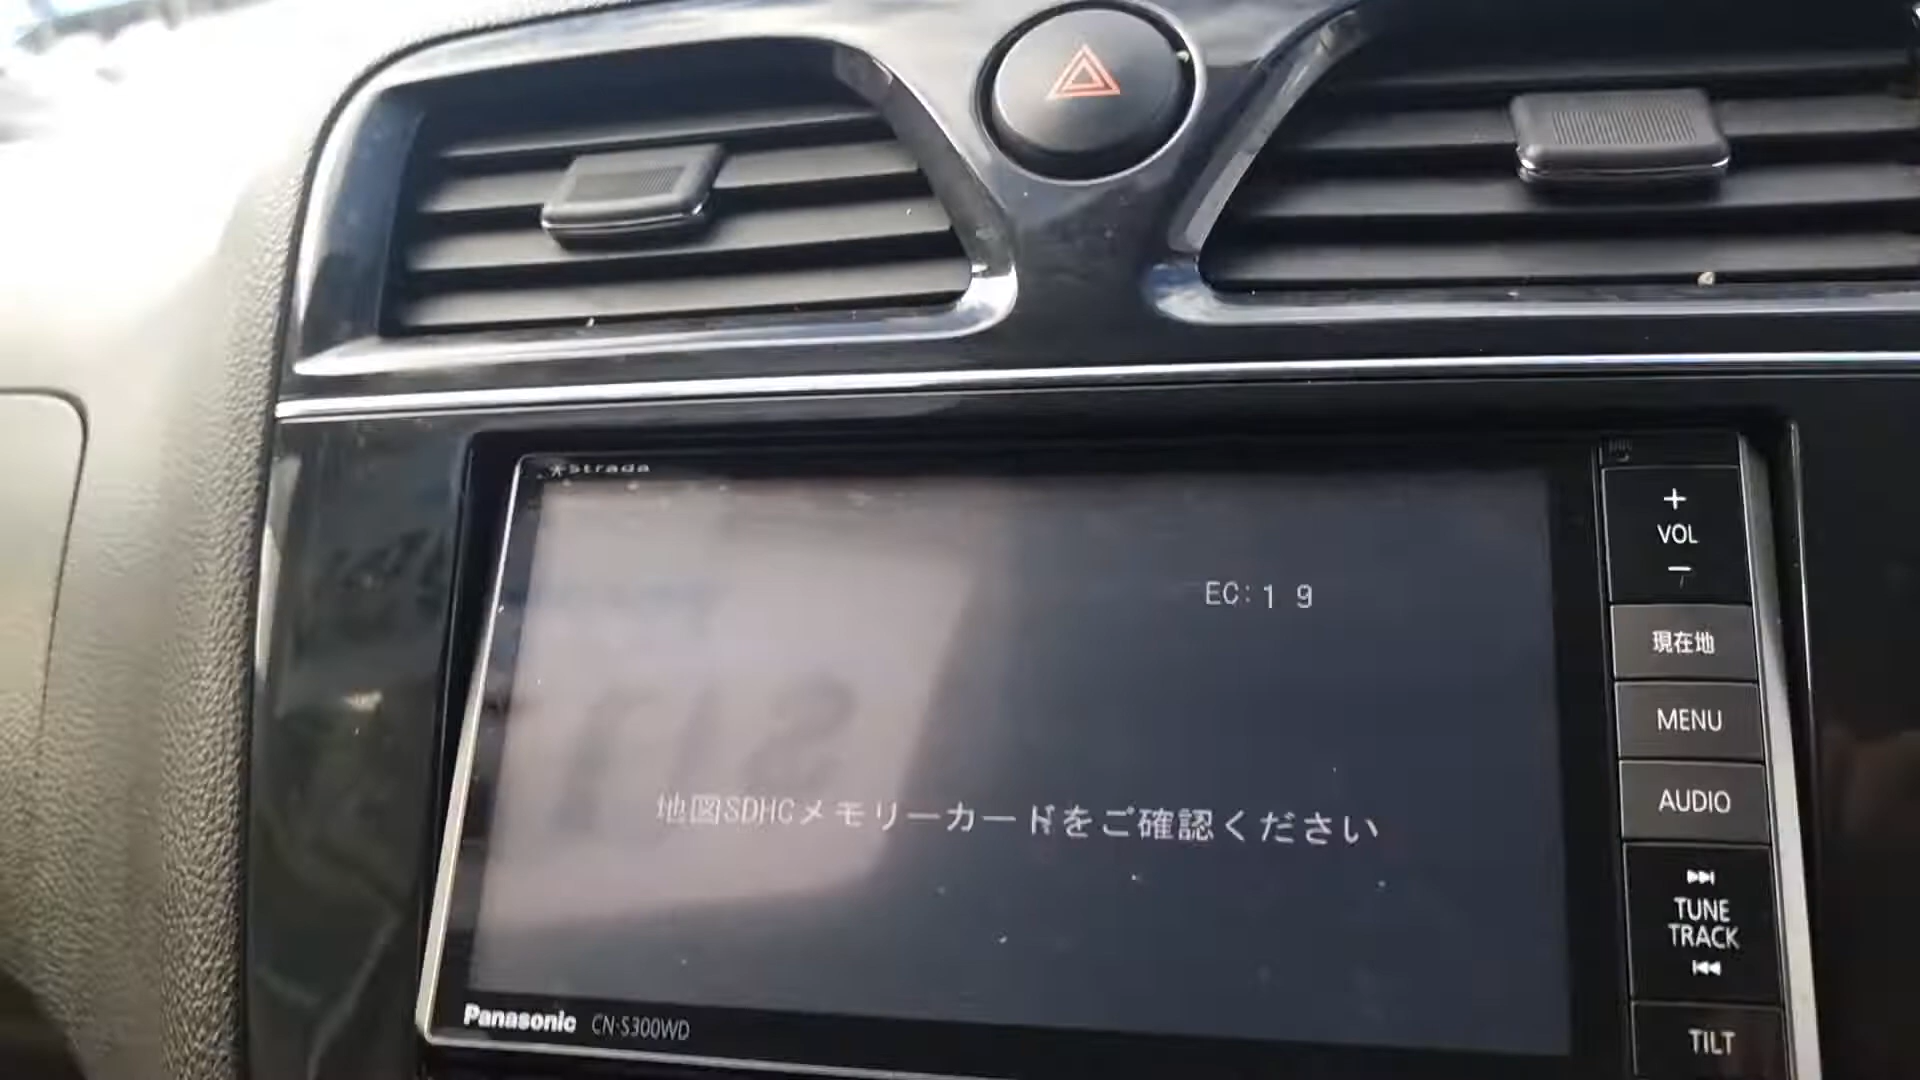 Strada
EC:19
地図SDHCメモリーカードをご確認ください
Panasonic CN-S300WD
+
VOL
−
現在地
MENU
AUDIO
TUNE
TRACK
TILT